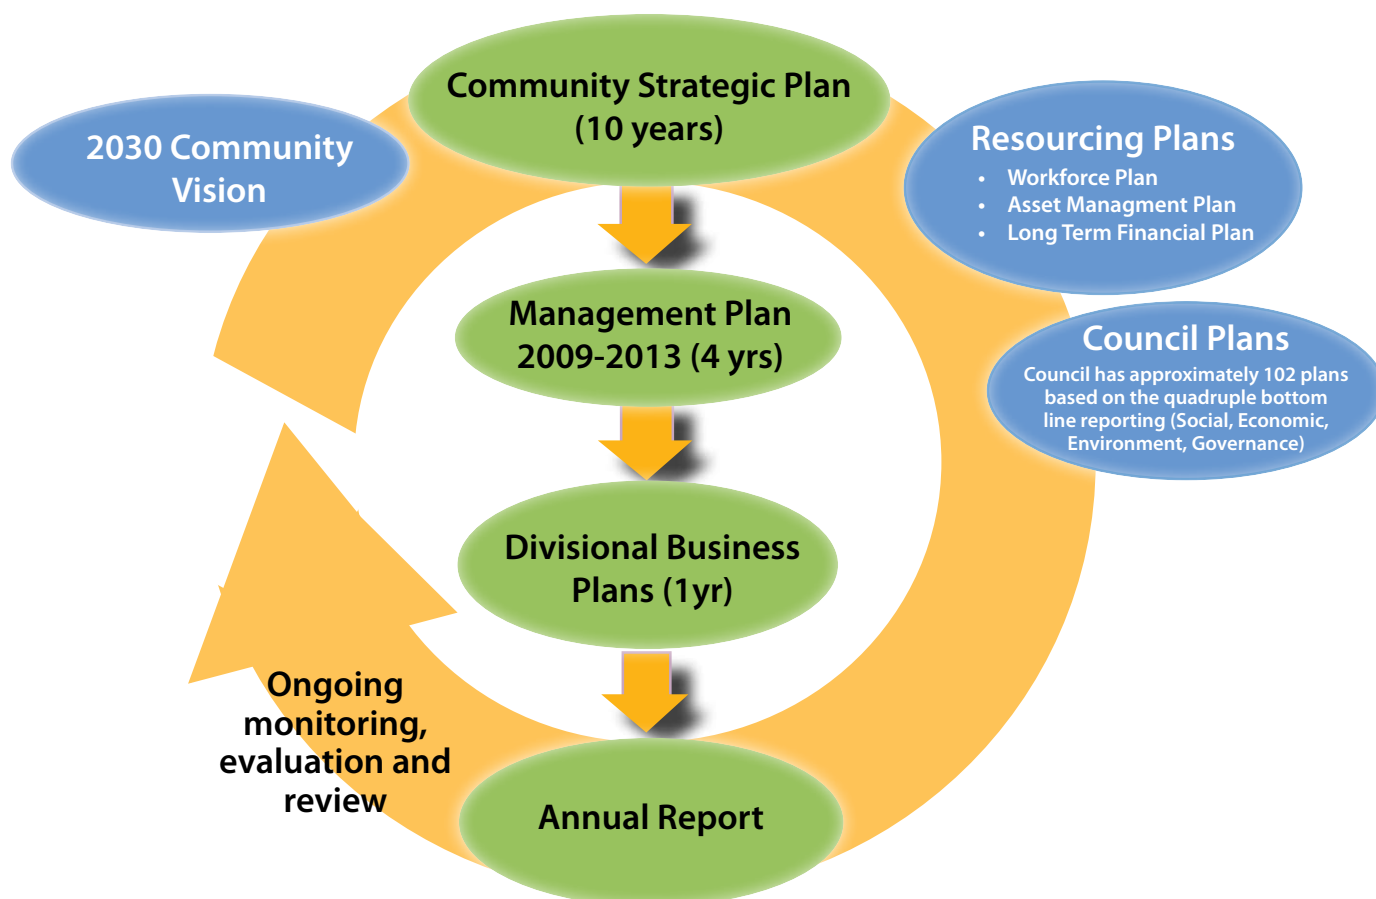 Community Strategic Plan
(10 years)
2030 Community
Vision
Resourcing Plans
• Workforce Plan
• Asset Managment Plan
• Long Term Financial Plan
Management Plan
2009-2013 (4 yrs)
Council Plans
Council has approximately 102 plans
based on the quadruple bottom
line reporting (Social, Economic,
Environment, Governance)
Divisional Business
Plans (1yr)
Ongoing
monitoring,
evaluation and
review
Annual Report